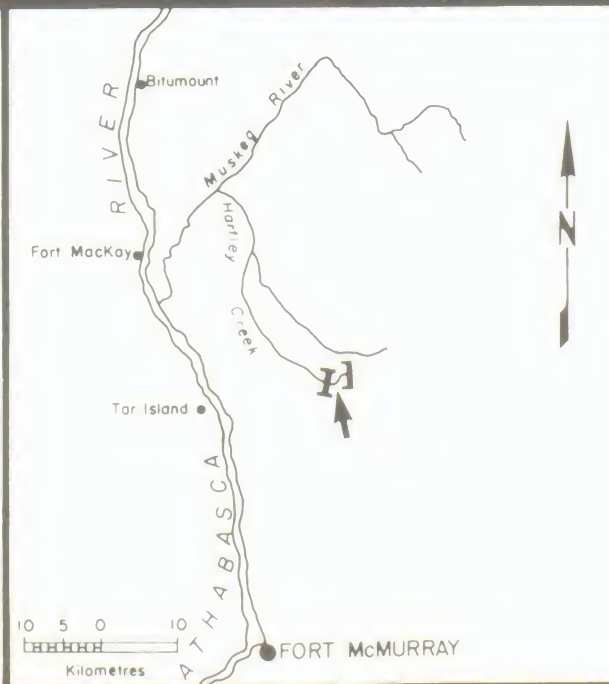 Bitumount
RIVER
Muskeg River
Fort MacKay
Hartley Creek
N
Tar Island
ATHABASCA
10 5 0 10
Kilometres
FORT McMURRAY